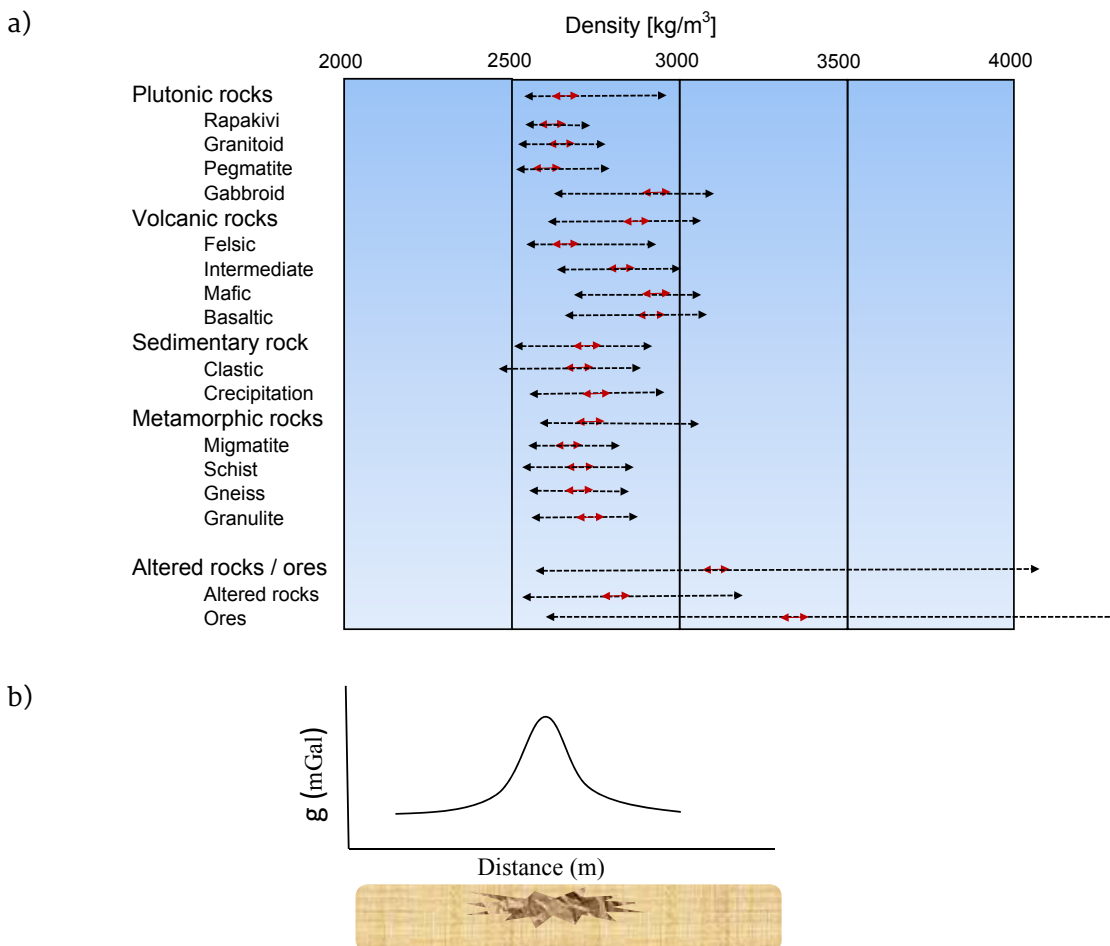 a)
Density [kg/m³]
2000 2500 3000 3500 4000
Plutonic rocks
Rapakivi
Granitoid
Pegmatite
Gabbroid
Volcanic rocks
Felsic
Intermediate
Mafic
Basaltic
Sedimentary rock
Clastic
Crecipitation
Metamorphic rocks
Migmatite
Schist
Gneiss
Granulite
Altered rocks / ores
Altered rocks
Ores
b)
g (mGal)
Distance (m)